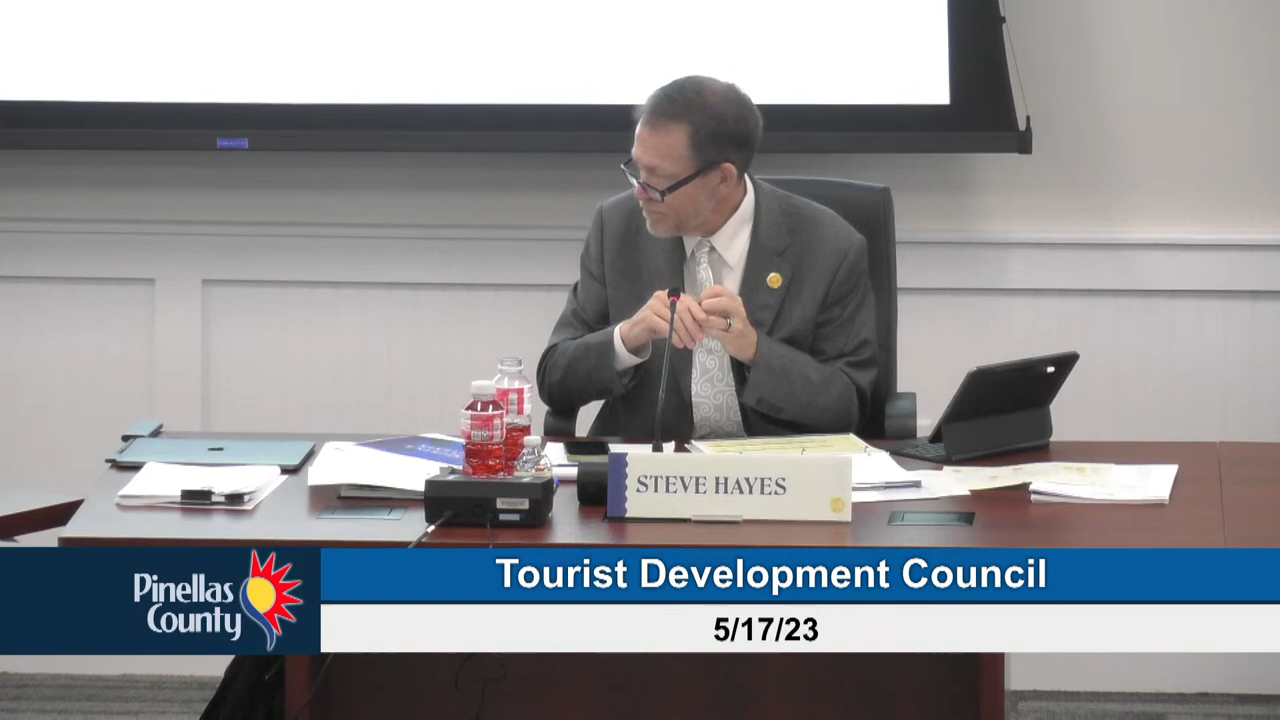 STEVE HAYES
Pinellas
County
Tourist Development Council
5/17/23